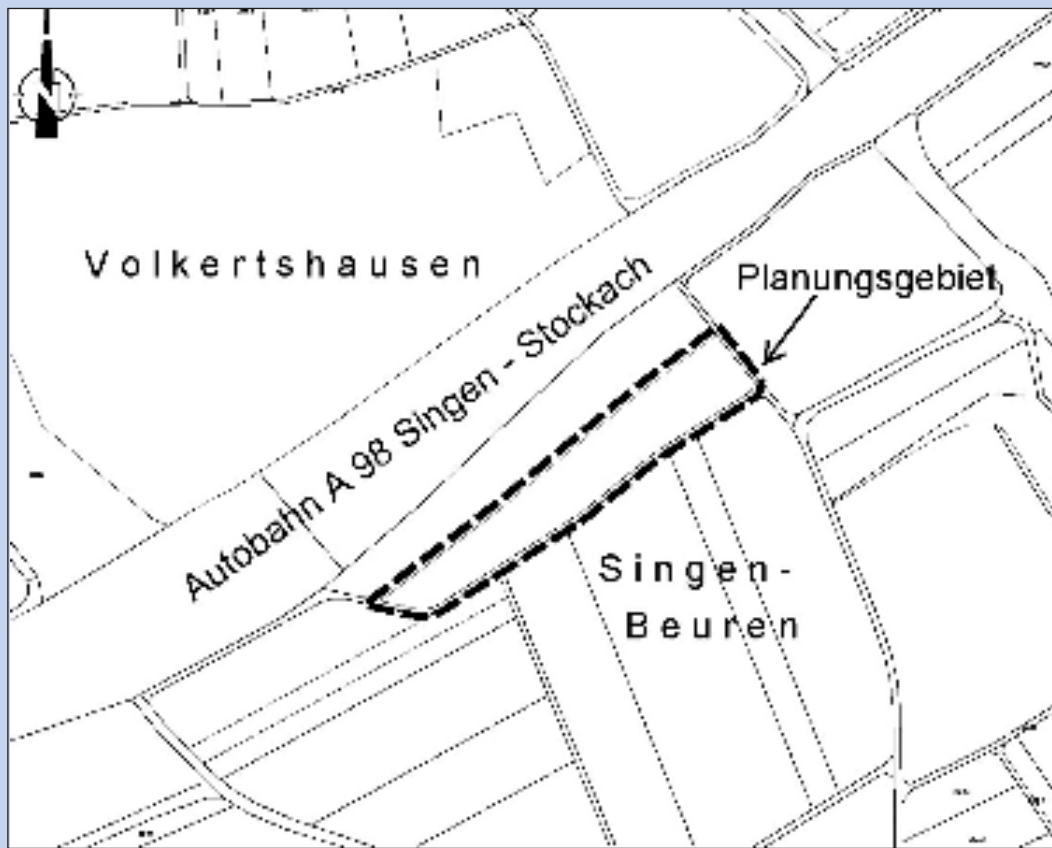 N
Volkertshausen
Planungsgebiet
Autobahn A 98 Singen - Stockach
Singen-
Beuren